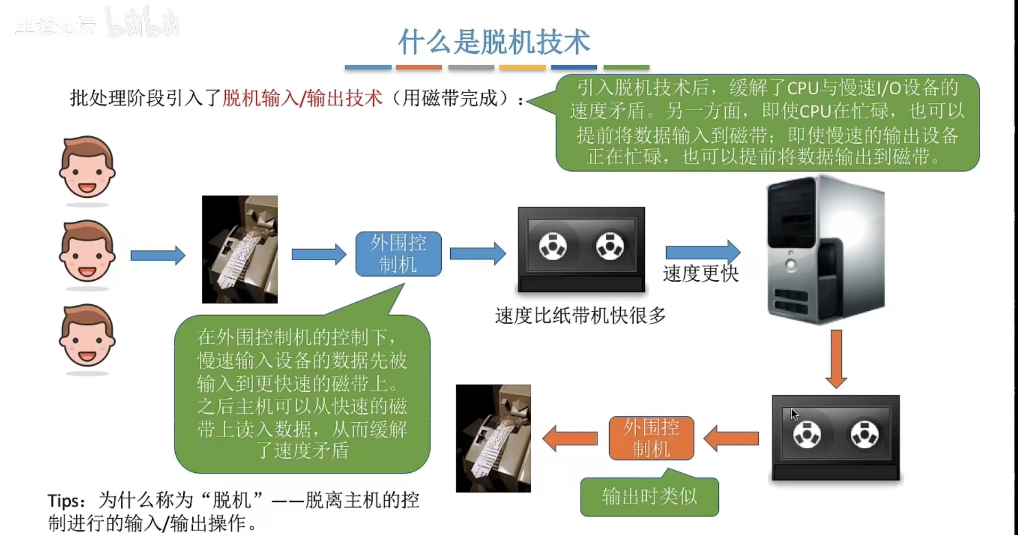 什么是脱机技术
批处理阶段引入了脱机输入/输出技术（用磁带完成）：
引入脱机技术后，缓解了CPU与慢速I/O设备的
速度矛盾。另一方面，即使CPU在忙碌，也可以
提前将数据输入到磁带；即使慢速的输出设备
正在忙碌，也可以提前将数据输出到磁带。
外围控
制机
速度更快
速度比纸带机快很多
在外围控制机的控制下，
慢速输入设备的数据先被
输入到更快速的磁带上。
之后主机可以从快速的磁
带上读入数据，从而缓解
了速度矛盾
外围控
制机
输出时类似
Tips：为什么称为“脱机”——脱离主机的控
制进行的输入/输出操作。